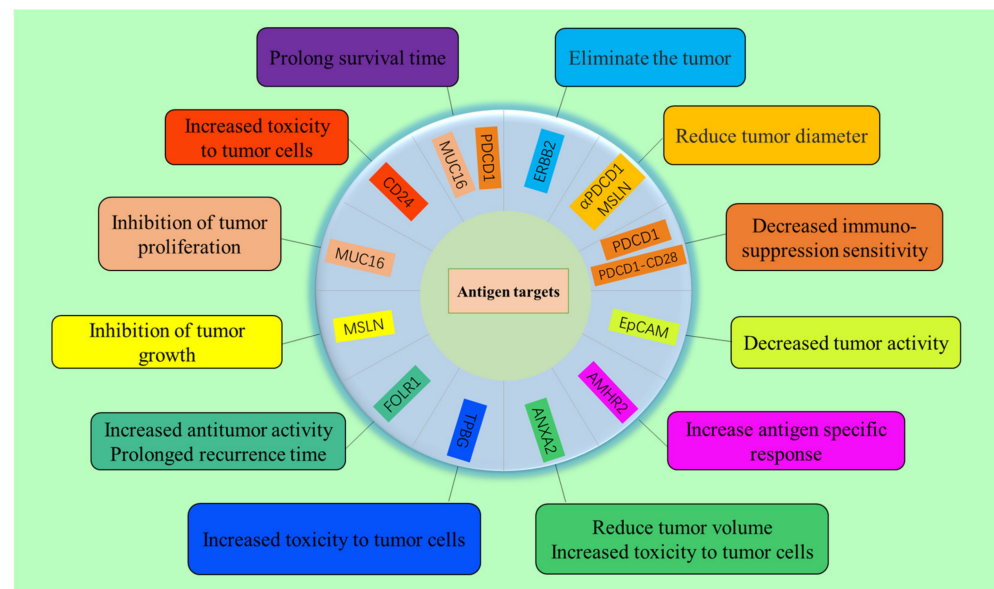 Prolong survival time
Eliminate the tumor
Increased toxicity
to tumor cells
Reduce tumor diameter
Inhibition of tumor
proliferation
Decreased immuno-
suppression sensitivity
Inhibition of tumor
growth
Decreased tumor activity
Increased antitumor activity
Prolonged recurrence time
Increase antigen specific
response
Increased toxicity to tumor cells
Reduce tumor volume
Increased toxicity to tumor cells
MUC16
PDCD1
ERBB2
αPDCD1
MSLN
PDCD1
PDCD1-CD28
EpCAM
AMHR2
ANXA2
TPBG
FOLR1
MSLN
MUC16
CD24
Antigen targets